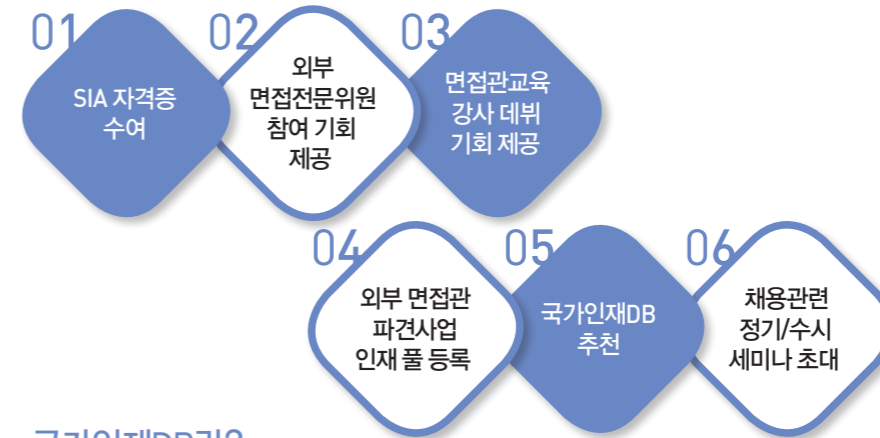 01
SIA 자격증
수여
02
외부
면접전문위원
참여 기회
제공
03
면접관교육
강사 데뷔
기회 제공
04
외부 면접관
파견사업
인재 풀 등록
05
국가인재DB
추천
06
채용관련
정기/수시
세미나 초대